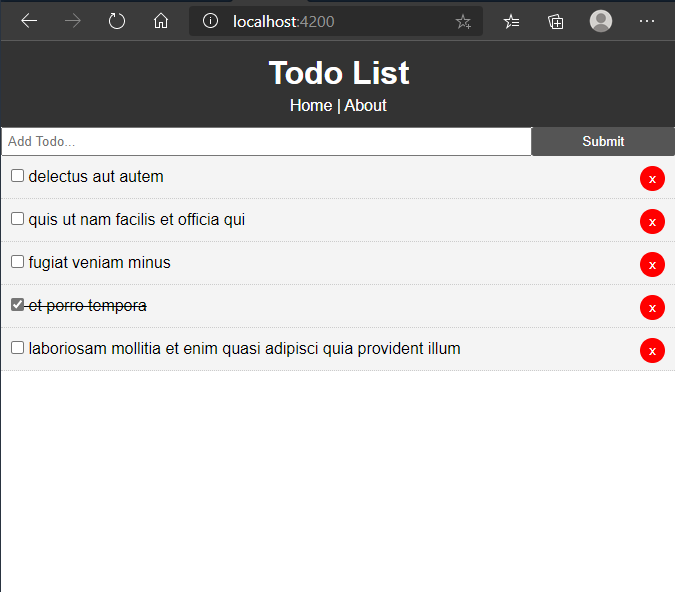 localhost:4200
Todo List
Home | About
Add Todo... Submit
delectus aut autem x
quis ut nam facilis et officia qui x
fugiat veniam minus x
et porro tempora x
laboriosam mollitia et enim quasi adipisci quia provident illum x